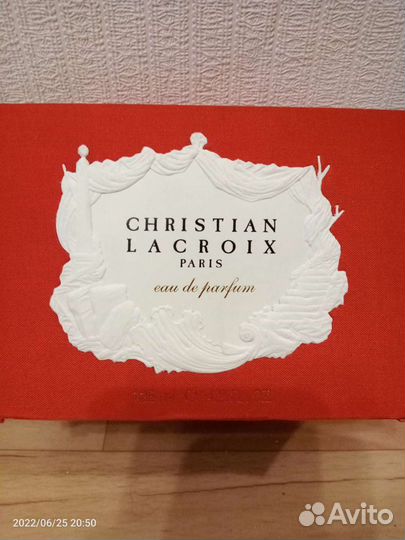 CHRISTIAN
LACROIX
PARIS
eau de parfum
2022/06/25 20:50
Avito